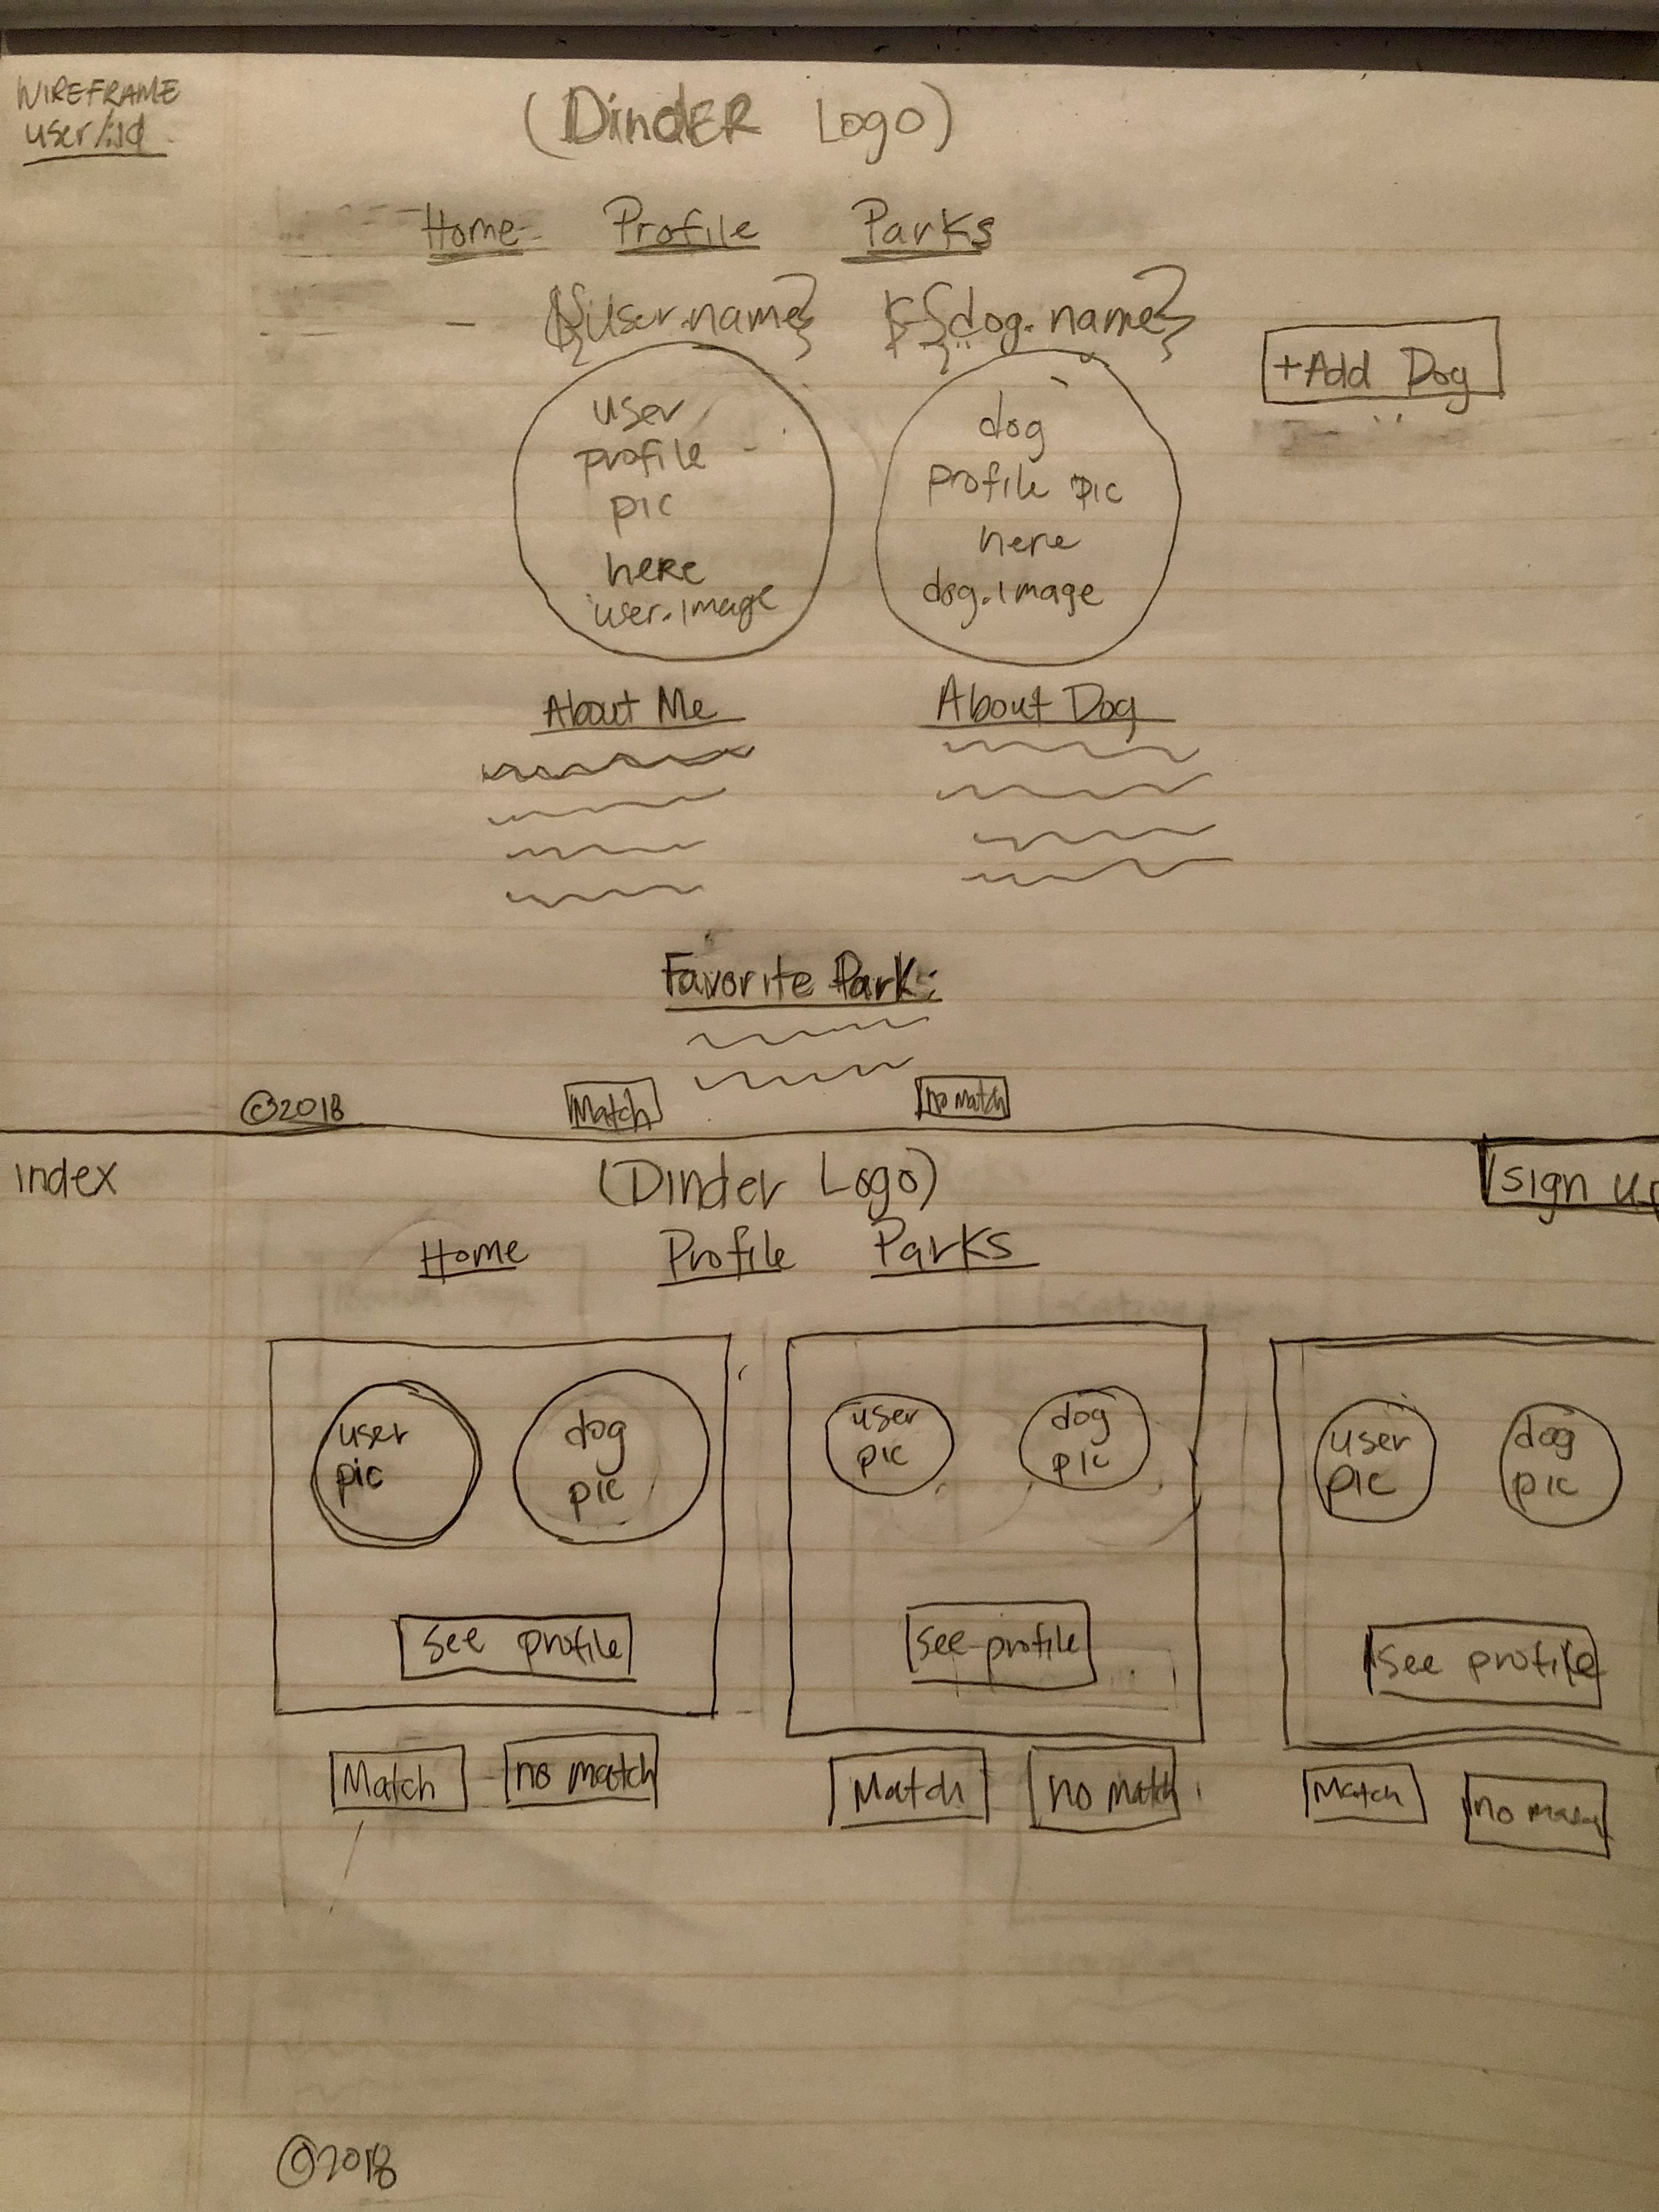 WIREFRAME
user/:id
(DindER Logo)
Home Profile Parks
${user.name} ${dog.name}
+Add Dog
user
profile
pic
here
user.image
dog
profile pic
here
dog.image
About Me About Dog
Favorite Park:
©2018 Match no match
index (Dinder Logo) sign up
Home Profile Parks
user
pic
dog
pic
user
pic
dog
pic
user
pic
dog
pic
see profile see profile see profile
Match no match Match no match Match no match
©2018